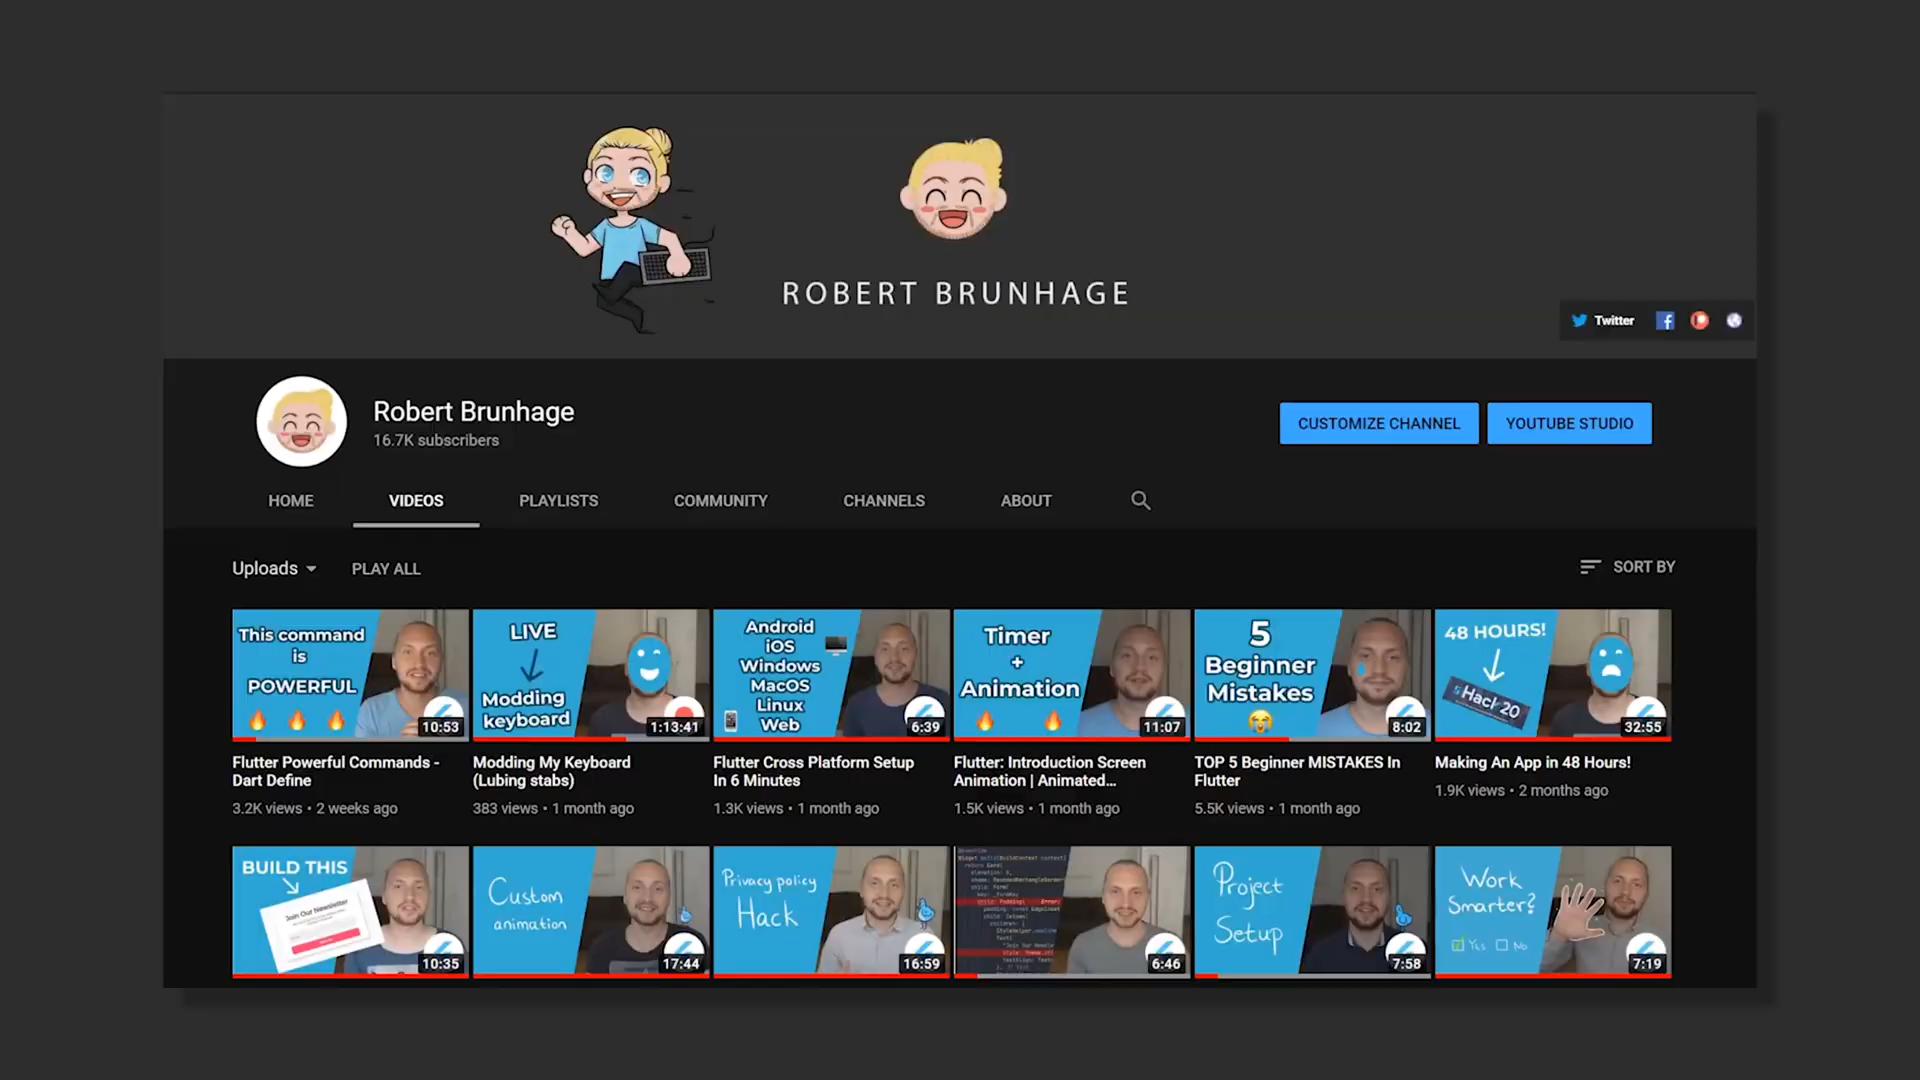 ROBERT BRUNHAGE
Twitter
Robert Brunhage
16.7K subscribers
CUSTOMIZE CHANNEL
YOUTUBE STUDIO
HOME
VIDEOS
PLAYLISTS
COMMUNITY
CHANNELS
ABOUT
Uploads
PLAY ALL
SORT BY
This command
is
POWERFUL
10:53
Flutter Powerful Commands -
Dart Define
3.2K views • 2 weeks ago
LIVE
Modding
keyboard
1:13:41
Modding My Keyboard
(Lubing stabs)
383 views • 1 month ago
Android
iOS
Windows
MacOS
Linux
Web
6:39
Flutter Cross Platform Setup
In 6 Minutes
1.3K views • 1 month ago
Timer
+
Animation
11:07
Flutter: Introduction Screen
Animation | Animated...
1.5K views • 1 month ago
5
Beginner
Mistakes
8:02
TOP 5 Beginner MISTAKES In
Flutter
5.5K views • 1 month ago
48 HOURS!
Hack 20
32:55
Making An App in 48 Hours!
1.9K views • 2 months ago
BUILD THIS
Join Our Newsletter
10:35
Custom
animation
17:44
Privacy policy
Hack
16:59
6:46
Project
Setup
7:58
Work
Smarter?
Yes No
7:19